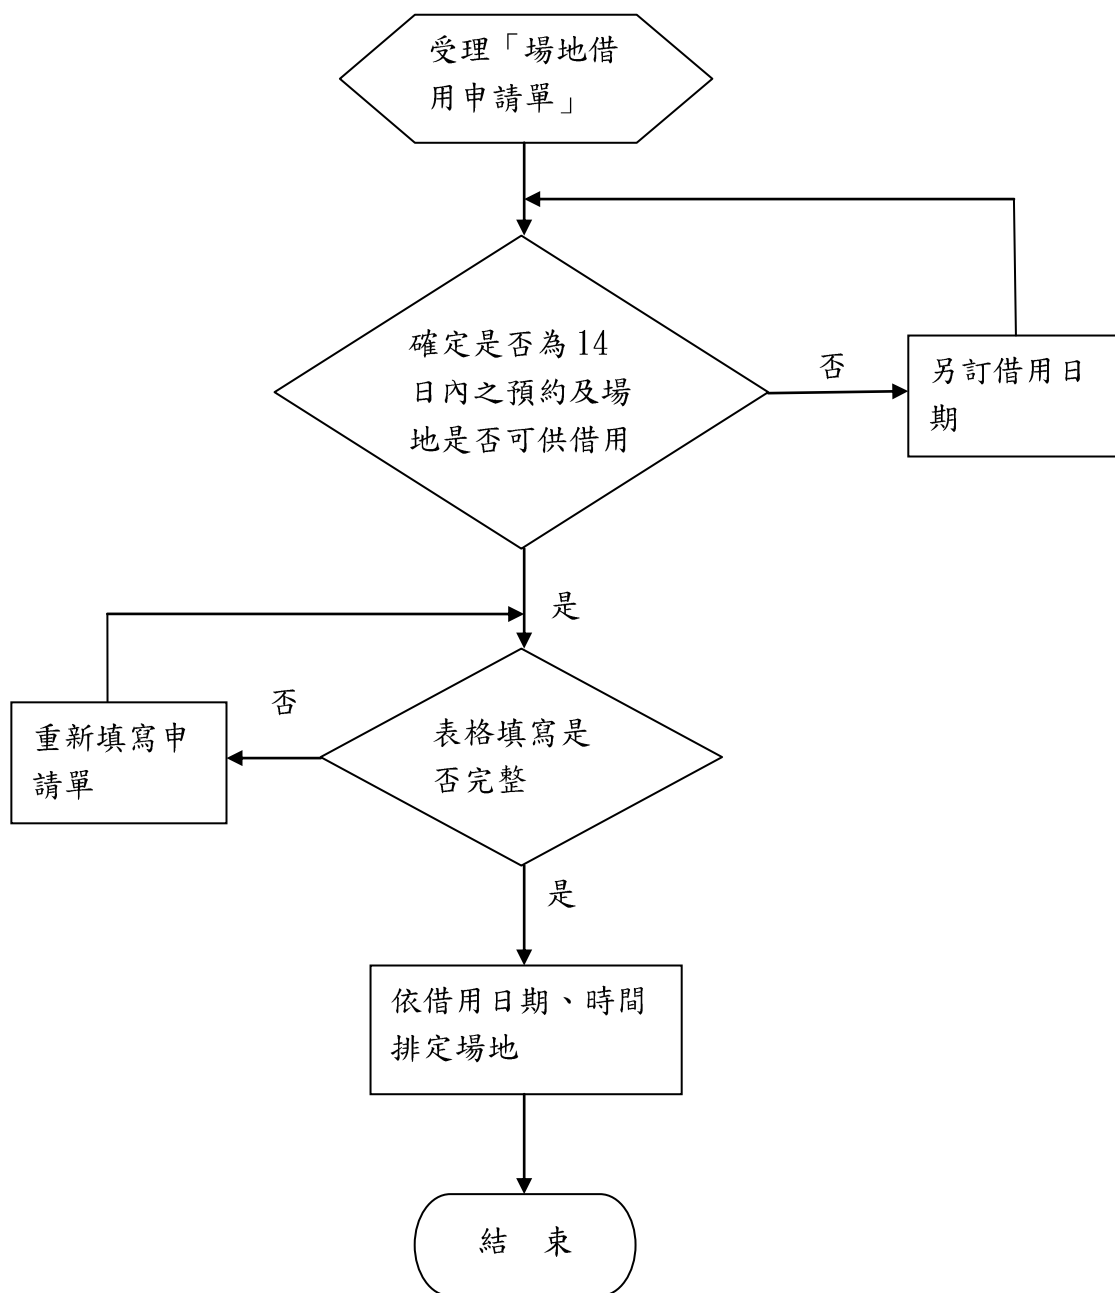 受理「場地借
用申請單」
確定是否為14
日內之預約及場
地是否可供借用
否
另訂借用日
期
是
否
重新填寫申
請單
表格填寫是
否完整
是
依借用日期、時間
排定場地
結 束